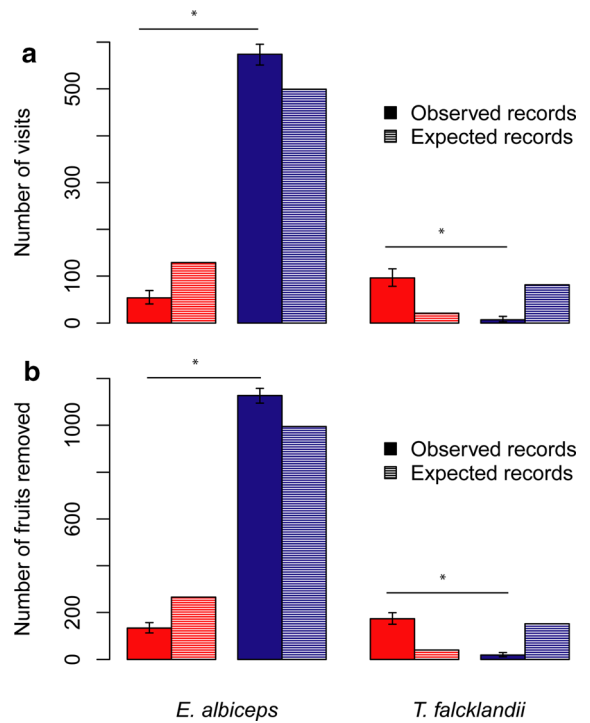 a
*
Number of visits
500
300
100
0
Observed records
Expected records
*
b
*
Number of fruits removed
1000
600
200
0
Observed records
Expected records
*
E. albiceps
T. falcklandii